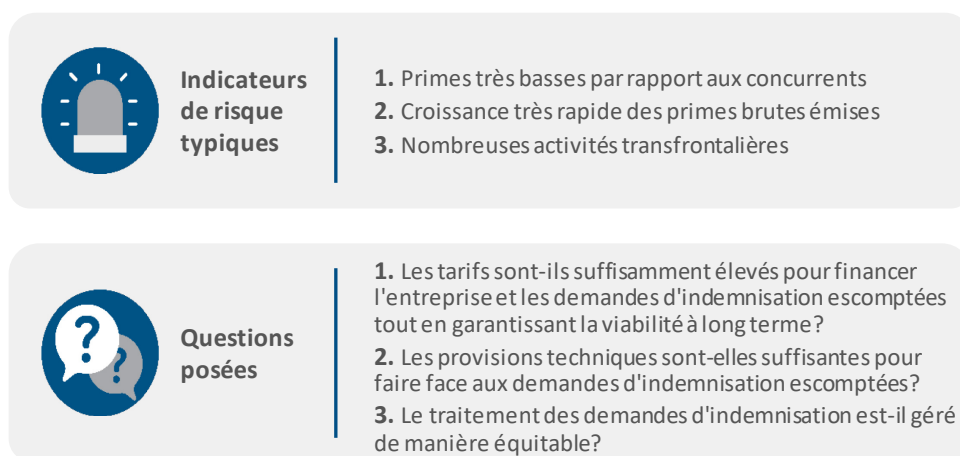 Indicateurs
de risque
typiques
1. Primes très basses par rapport aux concurrents
2. Croissance très rapide des primes brutes émises
3. Nombreuses activités transfrontalières
Questions
posées
1. Les tarifs sont-ils suffisamment élevés pour financer
l'entreprise et les demandes d'indemnisation escomptées
tout en garantissant la viabilité à long terme?
2. Les provisions techniques sont-elles suffisantes pour
faire face aux demandes d'indemnisation escomptées?
3. Le traitement des demandes d'indemnisation est-il géré
de manière équitable?